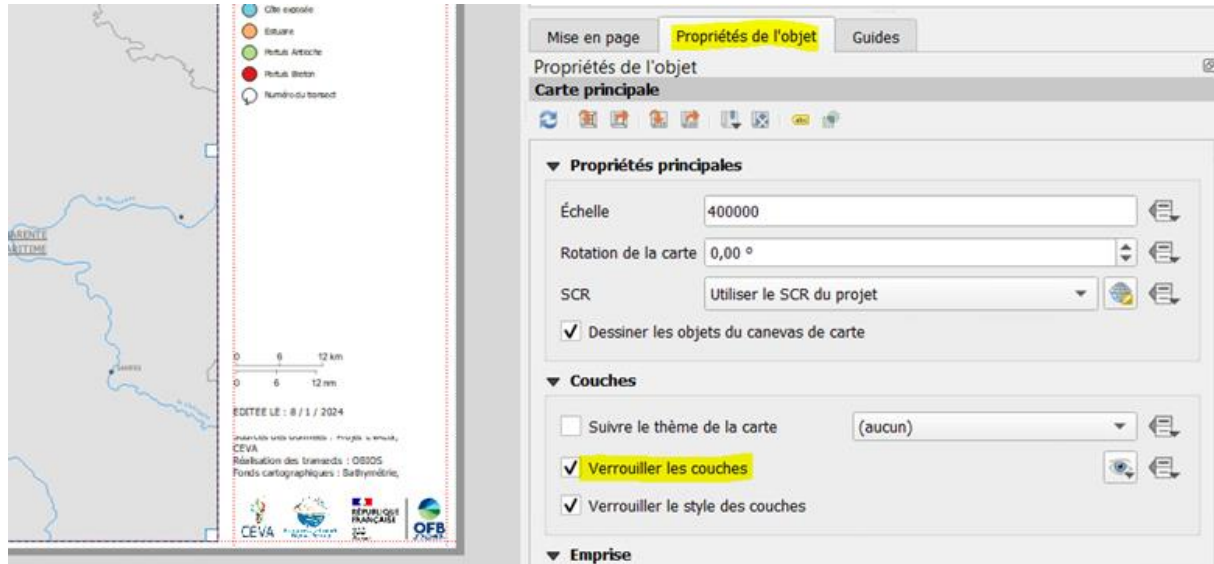 Côte exposée
Estuaire
Pertuis Antioche
Pertuis Breton
Numéro du transect
ARENTE
ARITIME
0 6 12 km
0 6 12 nm
EDITEE LE : 8 / 1 / 2024
CEVA
Réalisation des transects : OBIOS
Fonds cartographiques : Bathymétrie,
CEVA
RÉPUBLIQUE
FRANÇAISE
OFB
Mise en page
Propriétés de l'objet
Guides
Propriétés de l'objet
Carte principale
abc
Propriétés principales
Échelle
400000
Rotation de la carte
0,00 °
SCR
Utiliser le SCR du projet
Dessiner les objets du canevas de carte
Couches
Suivre le thème de la carte
(aucun)
Verrouiller les couches
Verrouiller le style des couches
Emprise